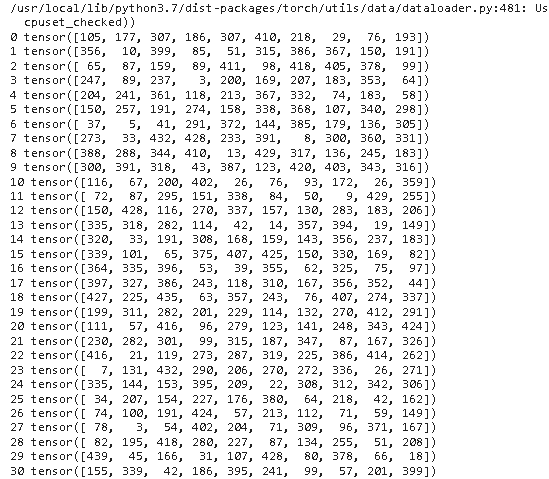 /usr/local/lib/python3.7/dist-packages/torch/utils/data/dataloader.py:481: Us
cpuset_checked))
0 tensor([105, 177, 307, 186, 307, 410, 218, 29, 76, 193])
1 tensor([356, 10, 399, 85, 51, 315, 386, 367, 150, 191])
2 tensor([ 65, 87, 159, 89, 411, 98, 418, 405, 378, 99])
3 tensor([247, 89, 237, 3, 200, 169, 207, 183, 353, 64])
4 tensor([204, 241, 361, 118, 213, 367, 332, 74, 183, 58])
5 tensor([150, 257, 191, 274, 158, 338, 368, 107, 340, 298])
6 tensor([ 37, 5, 41, 291, 372, 144, 385, 179, 136, 305])
7 tensor([273, 33, 432, 428, 233, 391, 8, 300, 360, 331])
8 tensor([388, 288, 344, 410, 13, 429, 317, 136, 245, 183])
9 tensor([300, 391, 318, 43, 387, 123, 420, 403, 343, 316])
10 tensor([116, 67, 200, 402, 26, 76, 93, 172, 26, 359])
11 tensor([ 72, 87, 295, 151, 338, 84, 50, 9, 429, 255])
12 tensor([150, 428, 116, 270, 337, 157, 130, 283, 183, 206])
13 tensor([335, 318, 282, 114, 42, 14, 357, 394, 19, 149])
14 tensor([320, 33, 191, 308, 168, 159, 143, 356, 237, 183])
15 tensor([339, 101, 65, 375, 407, 425, 150, 330, 169, 82])
16 tensor([364, 335, 396, 53, 39, 355, 62, 325, 75, 97])
17 tensor([397, 327, 386, 243, 118, 310, 167, 356, 352, 44])
18 tensor([427, 225, 435, 63, 357, 243, 76, 407, 274, 337])
19 tensor([199, 311, 282, 201, 229, 114, 132, 270, 412, 291])
20 tensor([111, 57, 416, 96, 279, 123, 141, 248, 343, 424])
21 tensor([230, 282, 301, 99, 315, 187, 347, 87, 167, 326])
22 tensor([416, 21, 119, 273, 287, 319, 225, 386, 414, 262])
23 tensor([ 7, 131, 432, 290, 206, 270, 272, 336, 26, 271])
24 tensor([335, 144, 153, 395, 209, 22, 308, 312, 342, 306])
25 tensor([ 34, 207, 154, 227, 176, 380, 64, 218, 42, 162])
26 tensor([ 74, 100, 191, 424, 57, 213, 112, 71, 59, 149])
27 tensor([ 78, 3, 54, 402, 204, 71, 309, 96, 371, 167])
28 tensor([ 82, 195, 418, 280, 227, 87, 134, 255, 51, 208])
29 tensor([439, 45, 166, 31, 107, 428, 80, 378, 66, 18])
30 tensor([155, 339, 42, 186, 395, 241, 99, 57, 201, 399])